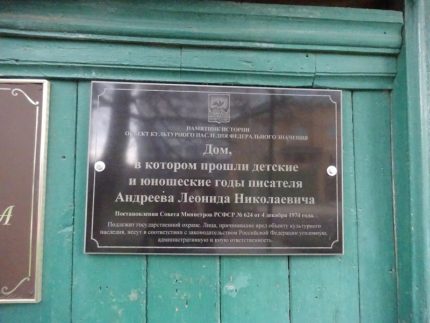 ПАМЯТНИК ИСТОРИИ
ОБЪЕКТ КУЛЬТУРНОГО НАСЛЕДИЯ ФЕДЕРАЛЬНОГО ЗНАЧЕНИЯ
Дом,
в котором прошли детские
и юношеские годы писателя
Андреева Леонида Николаевича
Постановления Совета Министров РСФСР № 624 от 4 декабря 1974 года.
Подлежит государственной охране. Лица, причинившие вред объекту культурного
наследия, несут в соответствии с законодательством Российской Федерации уголовную,
административную и иную ответственность.
А